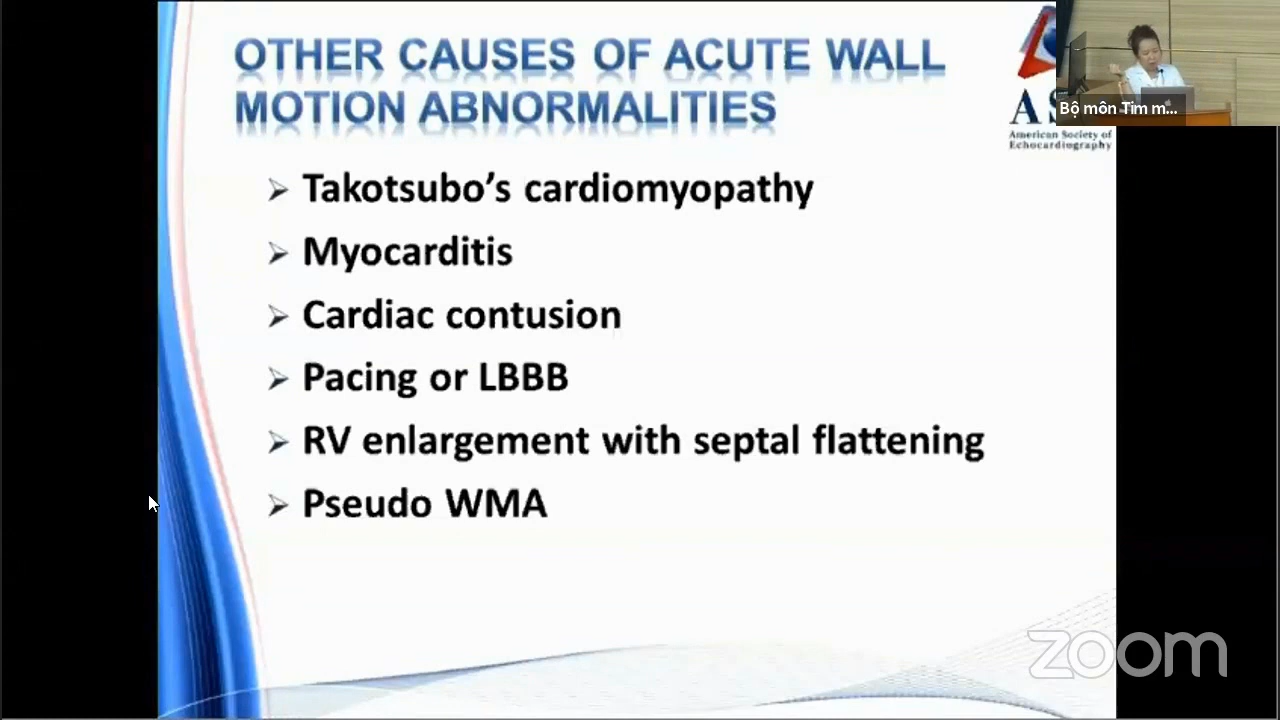 OTHER CAUSES OF ACUTE WALL
MOTION ABNORMALITIES
AS
American Society of
Echocardiography
Bộ môn Tim m...
➢ Takotsubo's cardiomyopathy
➢ Myocarditis
➢ Cardiac contusion
➢ Pacing or LBBB
➢ RV enlargement with septal flattening
➢ Pseudo WMA
zoom